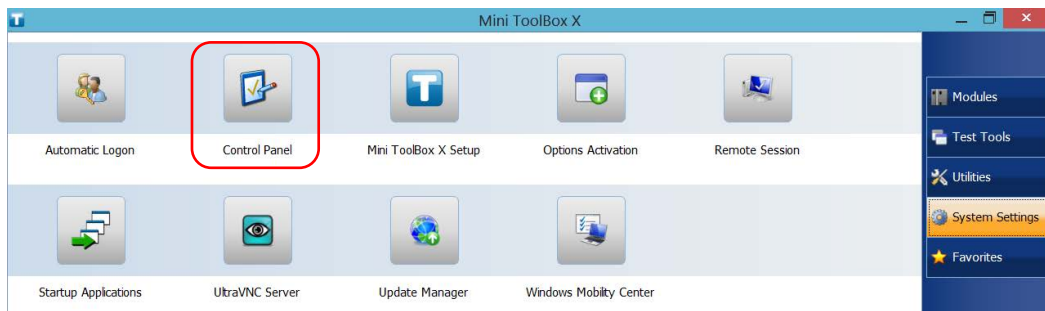 Mini ToolBox X
Automatic Logon
Control Panel
Mini ToolBox X Setup
Options Activation
Remote Session
Startup Applications
UltraVNC Server
Update Manager
Windows Mobility Center
Modules
Test Tools
Utilities
System Settings
Favorites